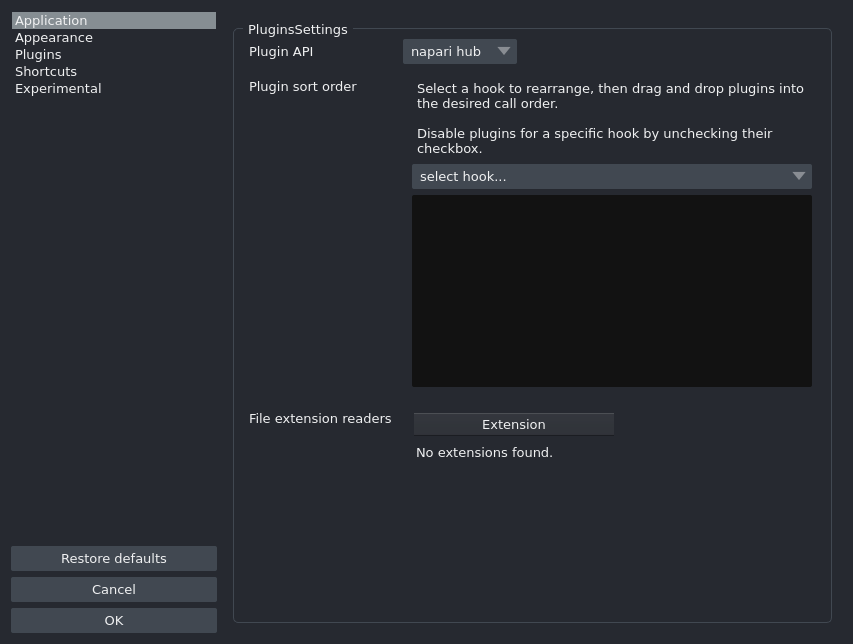 Application
Appearance
Plugins
Shortcuts
Experimental
Restore defaults
Cancel
OK
PluginsSettings
Plugin API
napari hub
Plugin sort order
Select a hook to rearrange, then drag and drop plugins into
the desired call order.
Disable plugins for a specific hook by unchecking their
checkbox.
select hook...
File extension readers
Extension
No extensions found.